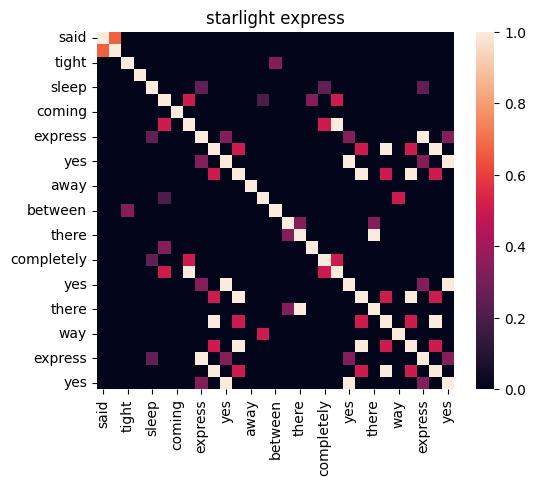 starlight express
said
tight
sleep
coming
express
yes
away
between
there
completely
yes
there
way
express
yes
1.0
0.8
0.6
0.4
0.2
0.0
said
tight
sleep
coming
express
yes
away
between
there
completely
yes
there
way
express
yes